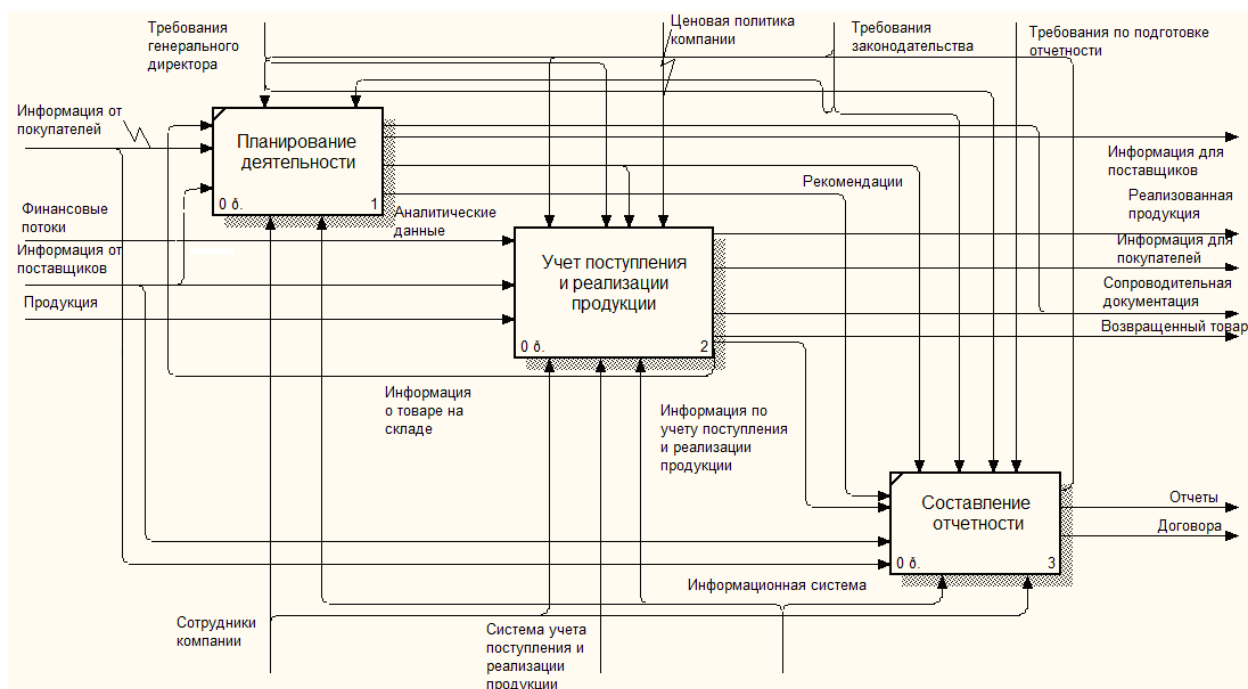 Требования
генерального
директора
Ценовая политика
компании
Требования
законодательства
Требования по подготовке
отчетности
Информация от
покупателей
Планирование
деятельности
0 ð.
1
Информация для
поставщиков
Рекомендации
Реализованная
продукция
Финансовые
потоки
Аналитические
данные
Информация от
поставщиков
Учет поступления
и реализации
продукции
0 ð.
2
Информация для
покупателей
Сопроводительная
документация
Продукция
Возвращенный товар
Информация
о товаре на
складе
Информация по
учету поступления
и реализации
продукции
Составление
отчетности
0 ð.
3
Отчеты
Договора
Информационная система
Сотрудники
компании
Система учета
поступления и
реализации
продукции